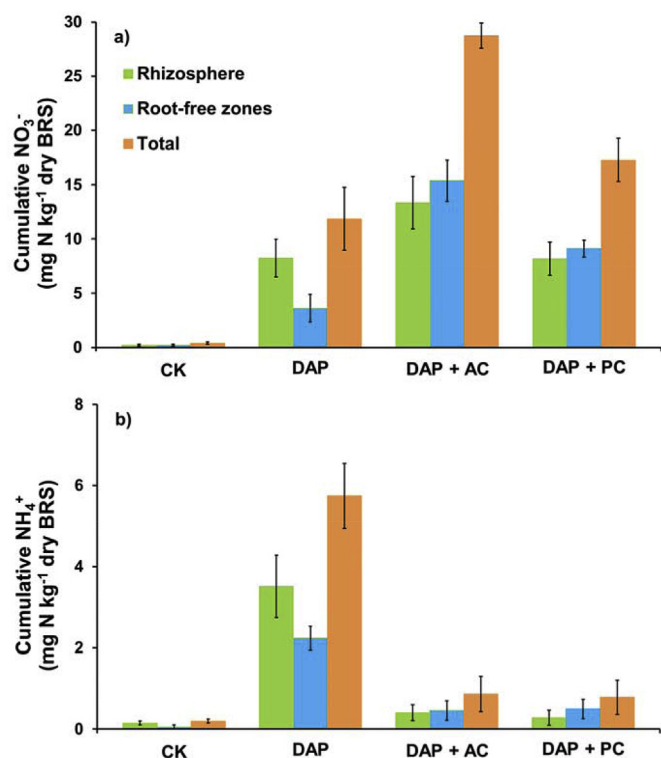 a)
Rhizosphere
Root-free zones
Total
Cumulative NO₃⁻
(mg N kg⁻¹ dry BRS)
30
25
20
15
10
5
0
CK
DAP
DAP + AC
DAP + PC
b)
Cumulative NH₄⁺
(mg N kg⁻¹ dry BRS)
8
6
4
2
0
CK
DAP
DAP + AC
DAP + PC